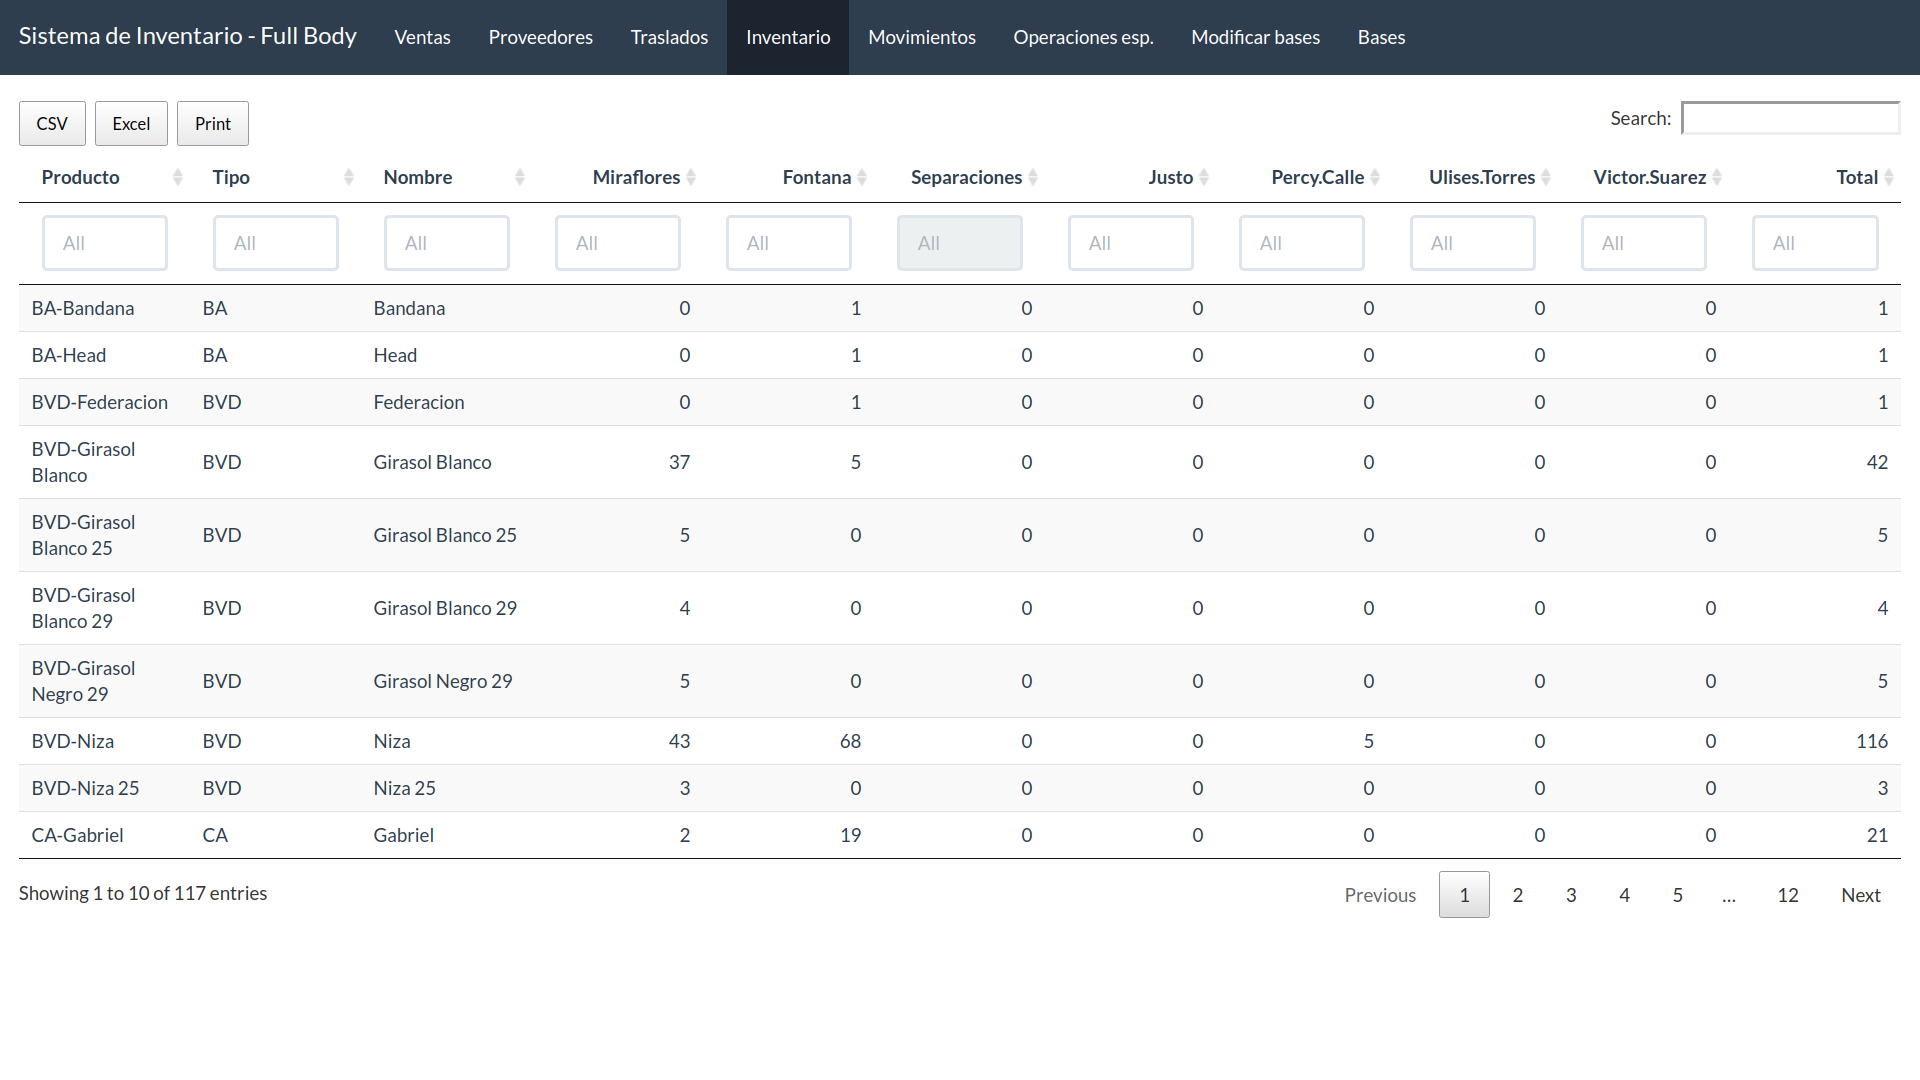 Sistema de Inventario - Full Body Ventas Proveedores Traslados Inventario Movimientos Operaciones esp. Modificar bases Bases
CSV Excel Print Search:
Producto Tipo Nombre Miraflores Fontana Separaciones Justo Percy.Calle Ulises.Torres Victor.Suarez Total
All All All All All All All All All All All
BA-Bandana BA Bandana 0 1 0 0 0 0 0 1
BA-Head BA Head 0 1 0 0 0 0 0 1
BVD-Federacion BVD Federacion 0 1 0 0 0 0 0 1
BVD-Girasol
Blanco BVD Girasol Blanco 37 5 0 0 0 0 0 42
BVD-Girasol
Blanco 25 BVD Girasol Blanco 25 5 0 0 0 0 0 0 5
BVD-Girasol
Blanco 29 BVD Girasol Blanco 29 4 0 0 0 0 0 0 4
BVD-Girasol
Negro 29 BVD Girasol Negro 29 5 0 0 0 0 0 0 5
BVD-Niza BVD Niza 43 68 0 0 5 0 0 116
BVD-Niza 25 BVD Niza 25 3 0 0 0 0 0 0 3
CA-Gabriel CA Gabriel 2 19 0 0 0 0 0 21
Showing 1 to 10 of 117 entries Previous 1 2 3 4 5 ... 12 Next